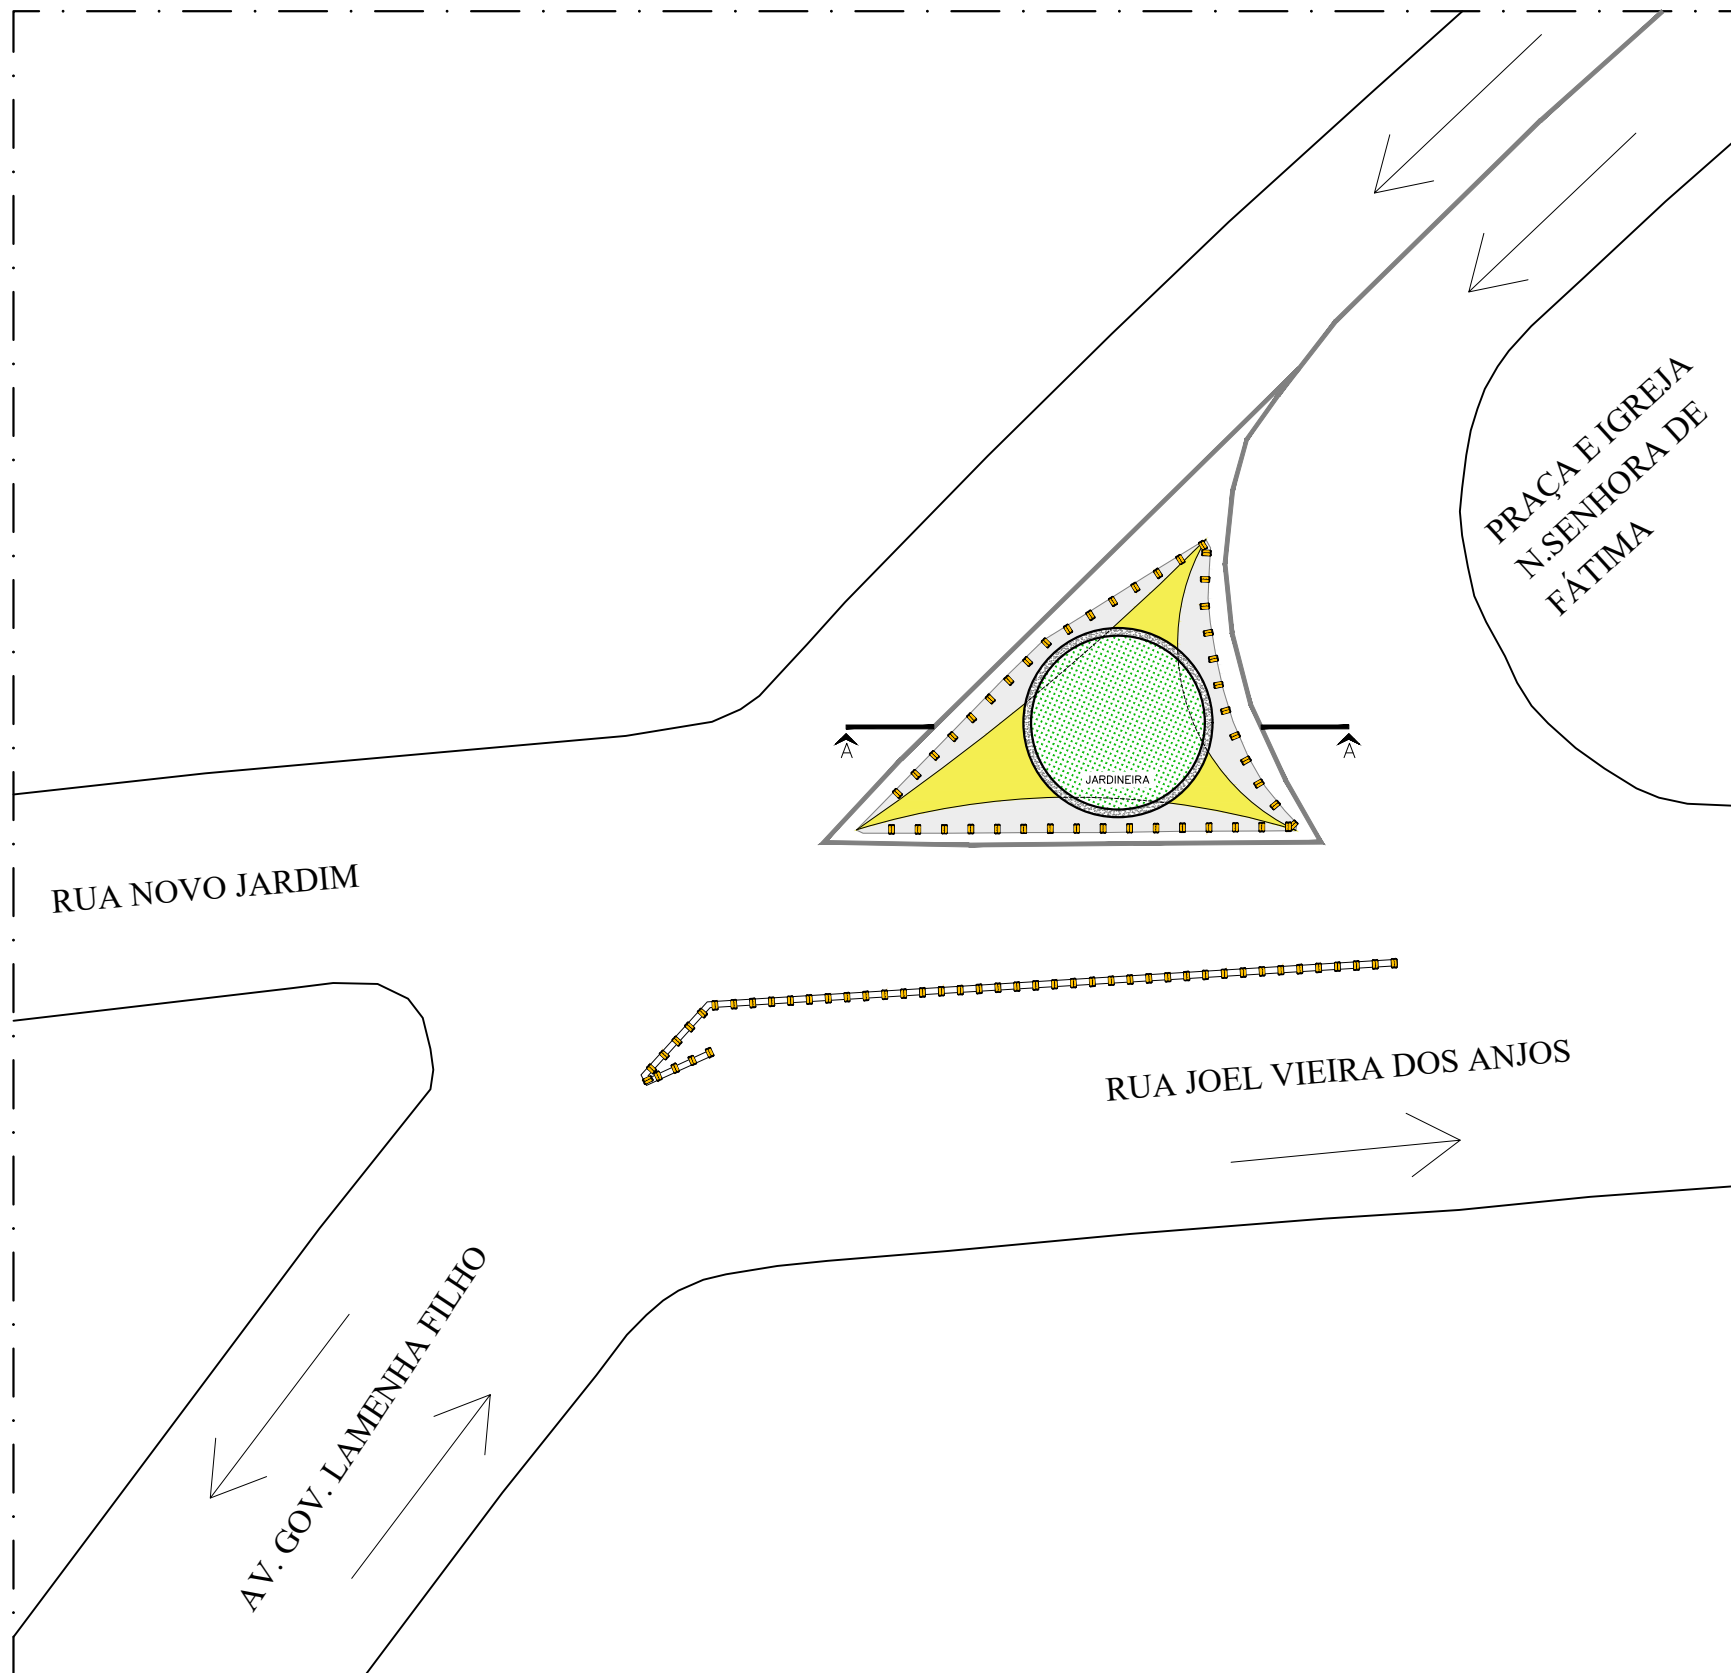 PRAÇA E IGREJA
N.SENHORA DE
FÁTIMA
A
A
JARDINEIRA
RUA NOVO JARDIM
RUA JOEL VIEIRA DOS ANJOS
AV. GOV. LAMENHA FILHO